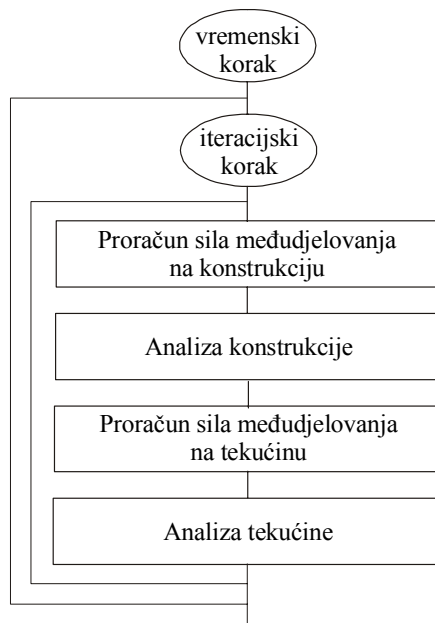 vremenski
korak
iteracijski
korak
Proračun sila međudjelovanja
na konstrukciju
Analiza konstrukcije
Proračun sila međudjelovanja
na tekućinu
Analiza tekućine